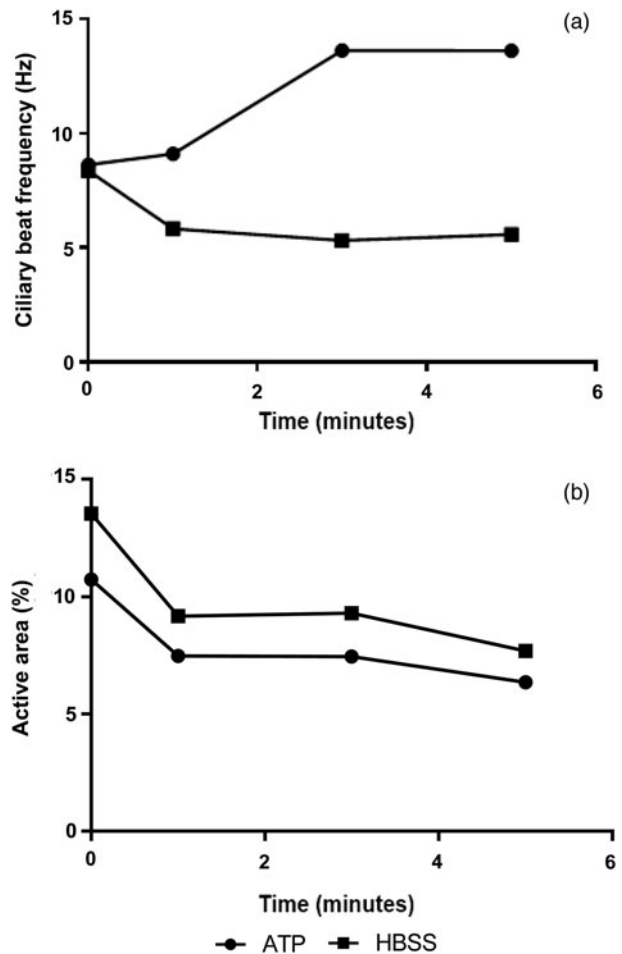 (a)
Ciliary beat frequency (Hz)
15
10
5
0
0 2 4 6
Time (minutes)
(b)
Active area (%)
15
10
5
0
0 2 4 6
Time (minutes)
ATP HBSS